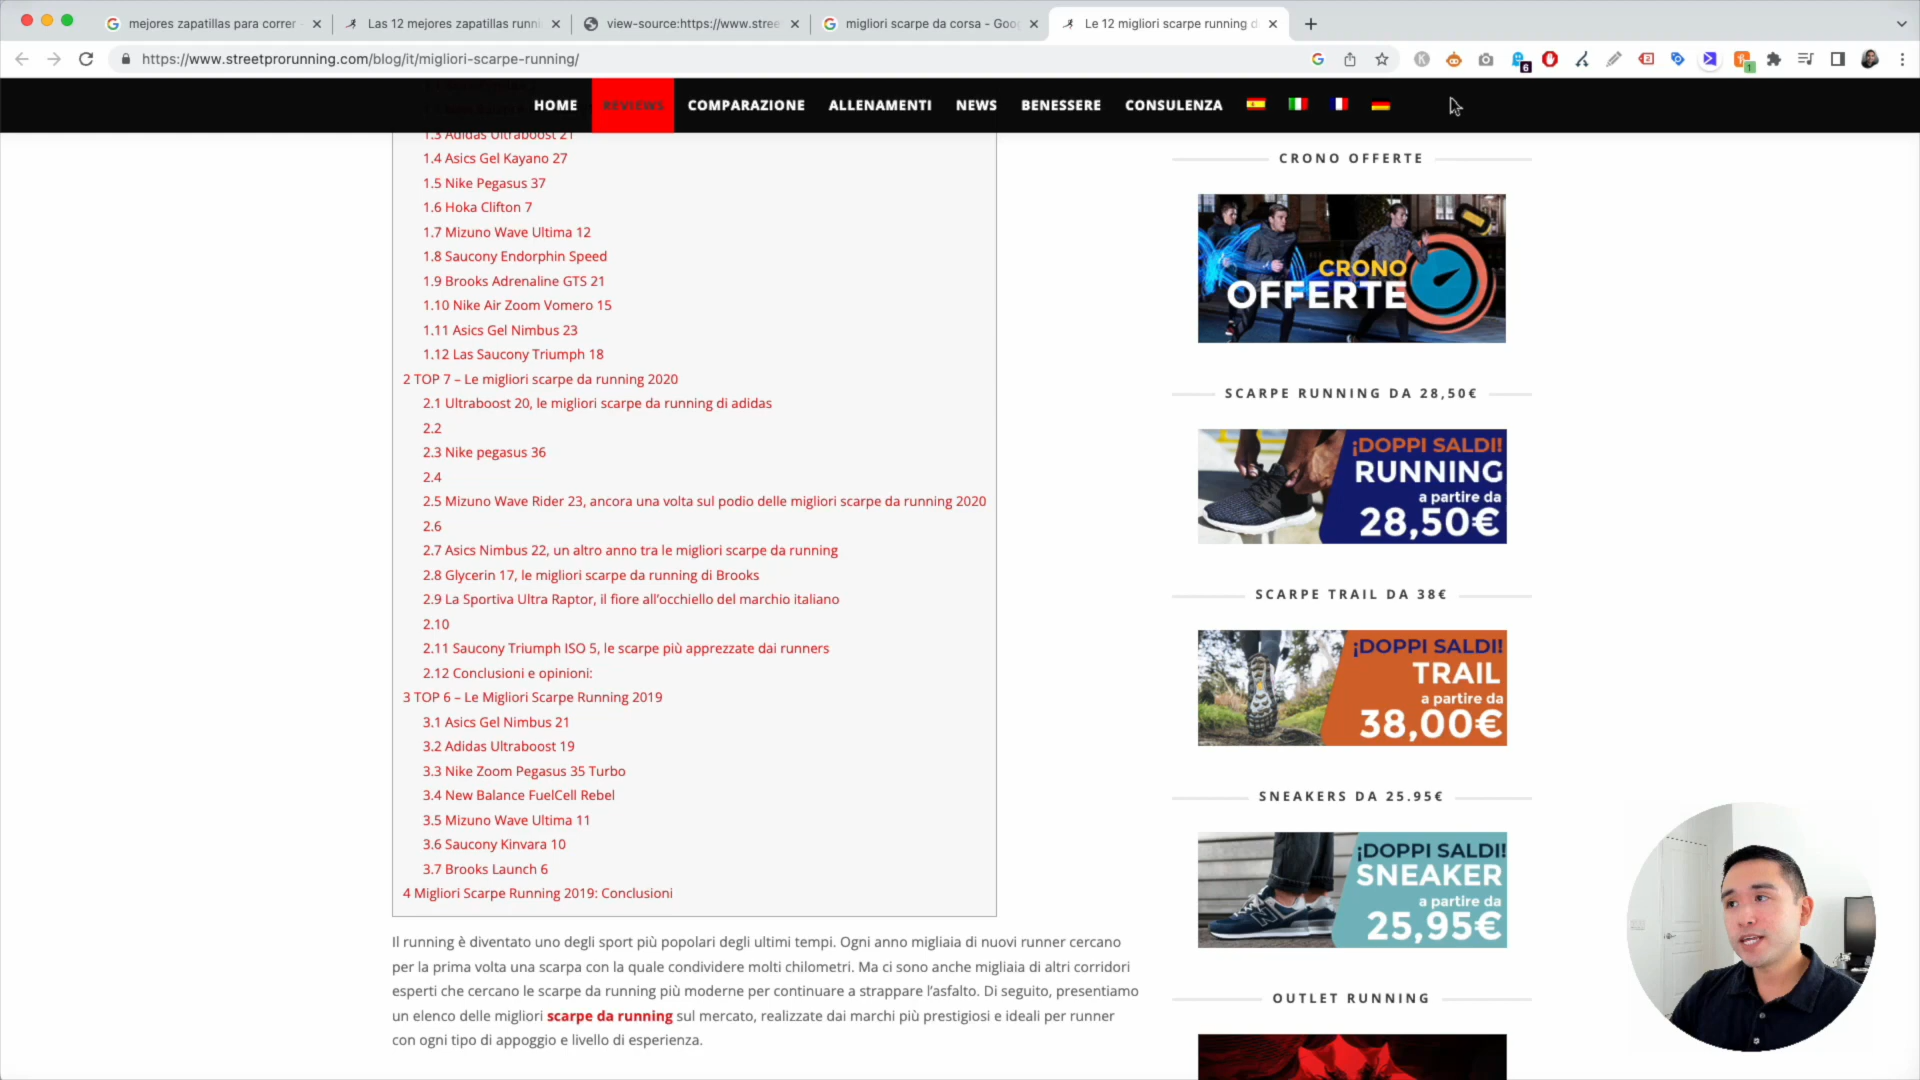 mejores zapatillas para correr
Las 12 mejores zapatillas runni
view-source:https://www.stree
migliori scarpe da corsa - Goo
Le 12 migliori scarpe running d
https://www.streetprorunning.com/blog/it/migliori-scarpe-running/
HOME
REVIEWS
COMPARAZIONE
ALLENAMENTI
NEWS
BENESSERE
CONSULENZA
1.3 Adidas Ultraboost 21
1.4 Asics Gel Kayano 27
1.5 Nike Pegasus 37
1.6 Hoka Clifton 7
1.7 Mizuno Wave Ultima 12
1.8 Saucony Endorphin Speed
1.9 Brooks Adrenaline GTS 21
1.10 Nike Air Zoom Vomero 15
1.11 Asics Gel Nimbus 23
1.12 Las Saucony Triumph 18
2 TOP 7 – Le migliori scarpe da running 2020
2.1 Ultraboost 20, le migliori scarpe da running di adidas
2.2
2.3 Nike pegasus 36
2.4
2.5 Mizuno Wave Rider 23, ancora una volta sul podio delle migliori scarpe da running 2020
2.6
2.7 Asics Nimbus 22, un altro anno tra le migliori scarpe da running
2.8 Glycerin 17, le migliori scarpe da running di Brooks
2.9 La Sportiva Ultra Raptor, il fiore all’occhiello del marchio italiano
2.10
2.11 Saucony Triumph ISO 5, le scarpe più apprezzate dai runners
2.12 Conclusioni e opinioni:
3 TOP 6 – Le Migliori Scarpe Running 2019
3.1 Asics Gel Nimbus 21
3.2 Adidas Ultraboost 19
3.3 Nike Zoom Pegasus 35 Turbo
3.4 New Balance FuelCell Rebel
3.5 Mizuno Wave Ultima 11
3.6 Saucony Kinvara 10
3.7 Brooks Launch 6
4 Migliori Scarpe Running 2019: Conclusioni
Il running è diventato uno degli sport più popolari degli ultimi tempi. Ogni anno migliaia di nuovi runner cercano
per la prima volta una scarpa con la quale condividere molti chilometri. Ma ci sono anche migliaia di altri corridori
esperti che cercano le scarpe da running più moderne per continuare a strappare l’asfalto. Di seguito, presentiamo
un elenco delle migliori scarpe da running sul mercato, realizzate dai marchi più prestigiosi e ideali per runner
con ogni tipo di appoggio e livello di esperienza.
CRONO OFFERTE
CRONO
OFFERTE
SCARPE RUNNING DA 28,50€
¡DOPPI SALDI!
RUNNING
a partire da
28,50€
SCARPE TRAIL DA 38€
¡DOPPI SALDI!
TRAIL
a partire da
38,00€
SNEAKERS DA 25.95€
¡DOPPI SALDI!
SNEAKER
a partire da
25,95€
OUTLET RUNNING